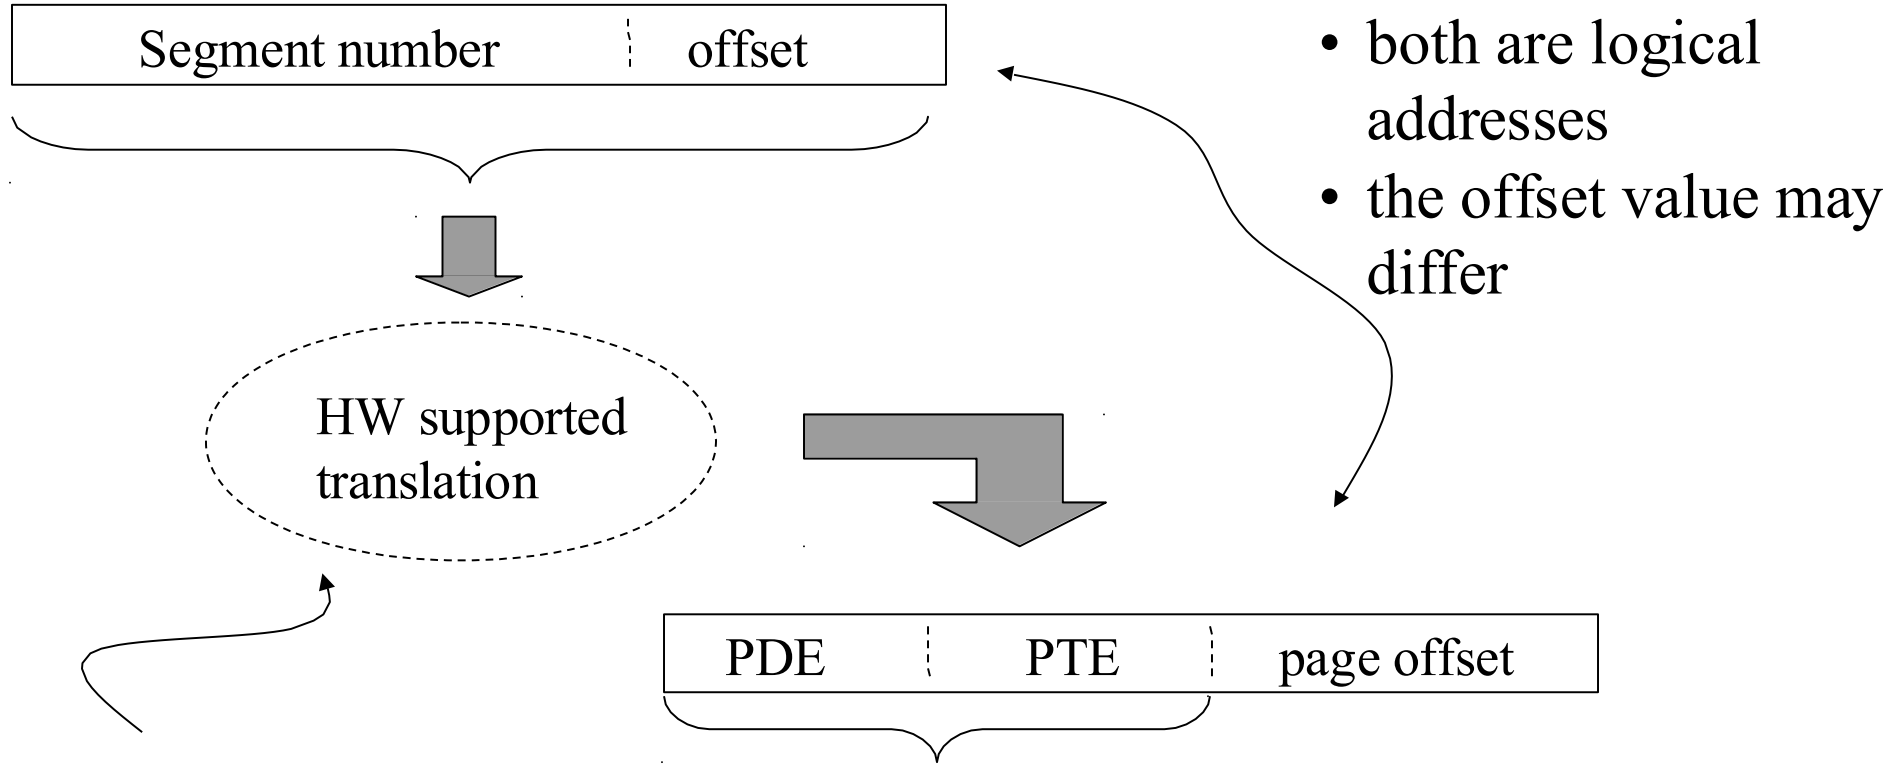 Segment number offset
• both are logical
addresses
• the offset value may
differ
HW supported
translation
PDE PTE page offset